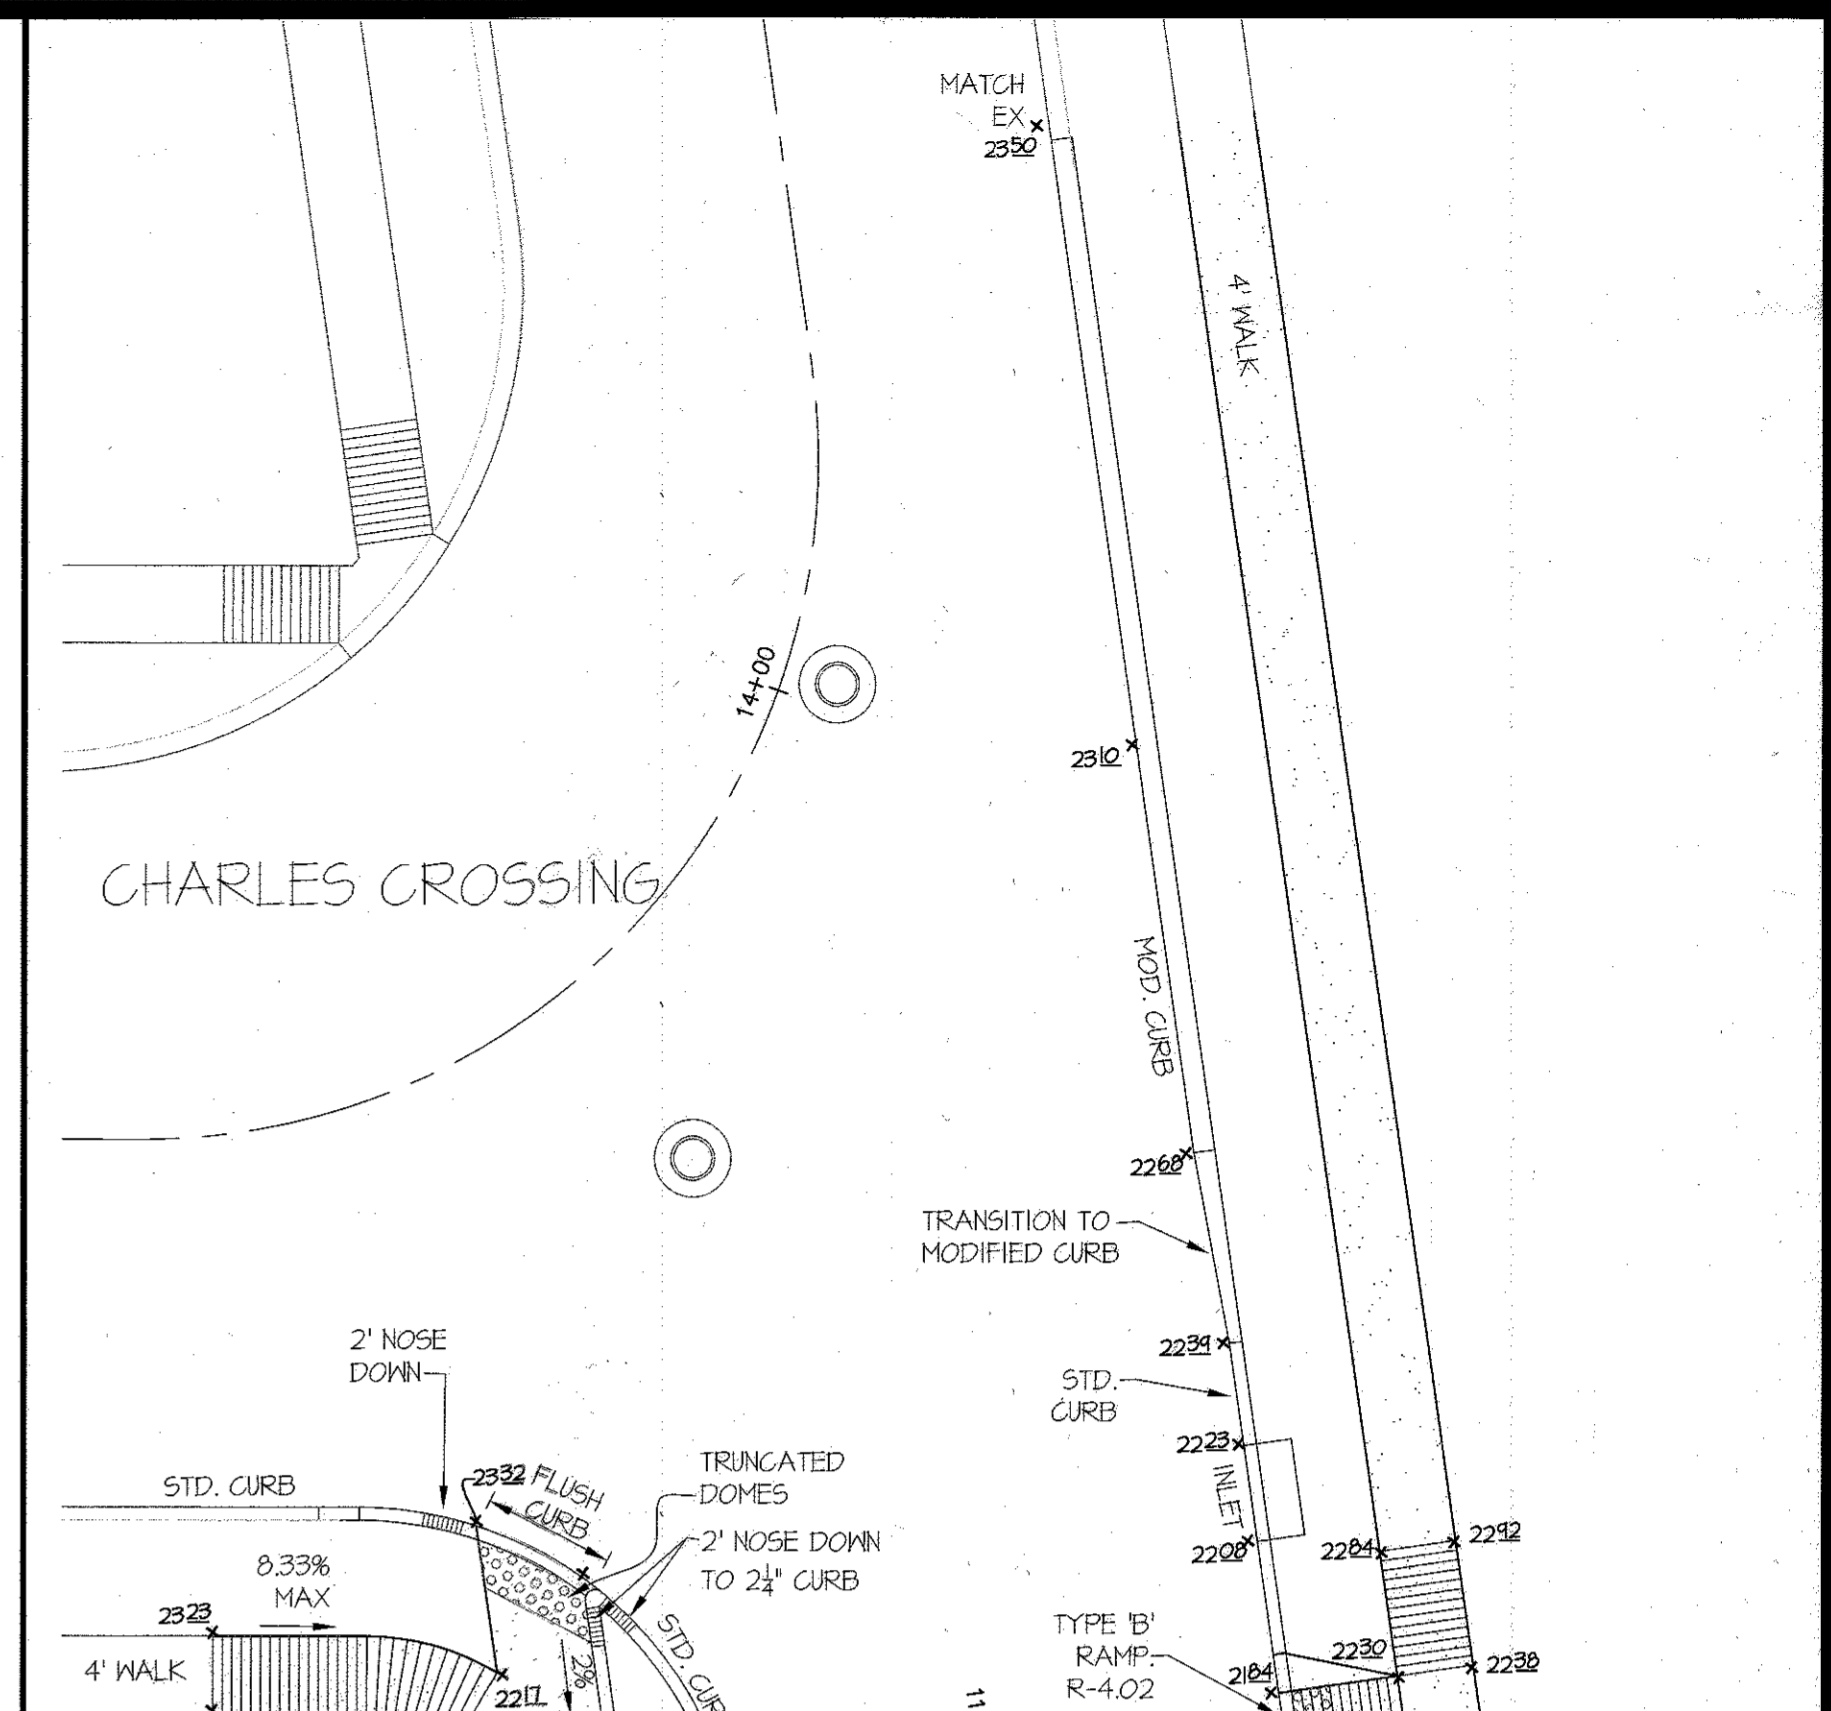 MATCH
EX
2350
4' WALK
14+00
2310
CHARLES CROSSING
MOD. CURB
2268
TRANSITION TO
MODIFIED CURB
2239
2' NOSE
DOWN
STD.
CURB
2223
INLET
2208
2284
2292
STD. CURB
2332
FLUSH
CURB
TRUNCATED
DOMES
2' NOSE DOWN
TO 2¼" CURB
8.33%
MAX
2323
4' WALK
2217
2%
STD. CUR
TYPE 'B'
RAMP.
R-4.02
2184
2230
2238
11